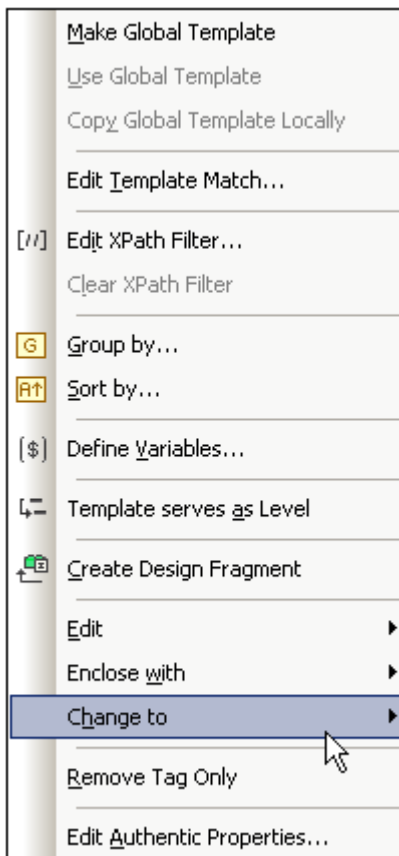 Make Global Template
Use Global Template
Copy Global Template Locally
Edit Template Match...
[//] Edit XPath Filter...
Clear XPath Filter
G Group by...
A↑ Sort by...
($) Define Variables...
Template serves as Level
Create Design Fragment
Edit
Enclose with
Change to
Remove Tag Only
Edit Authentic Properties...